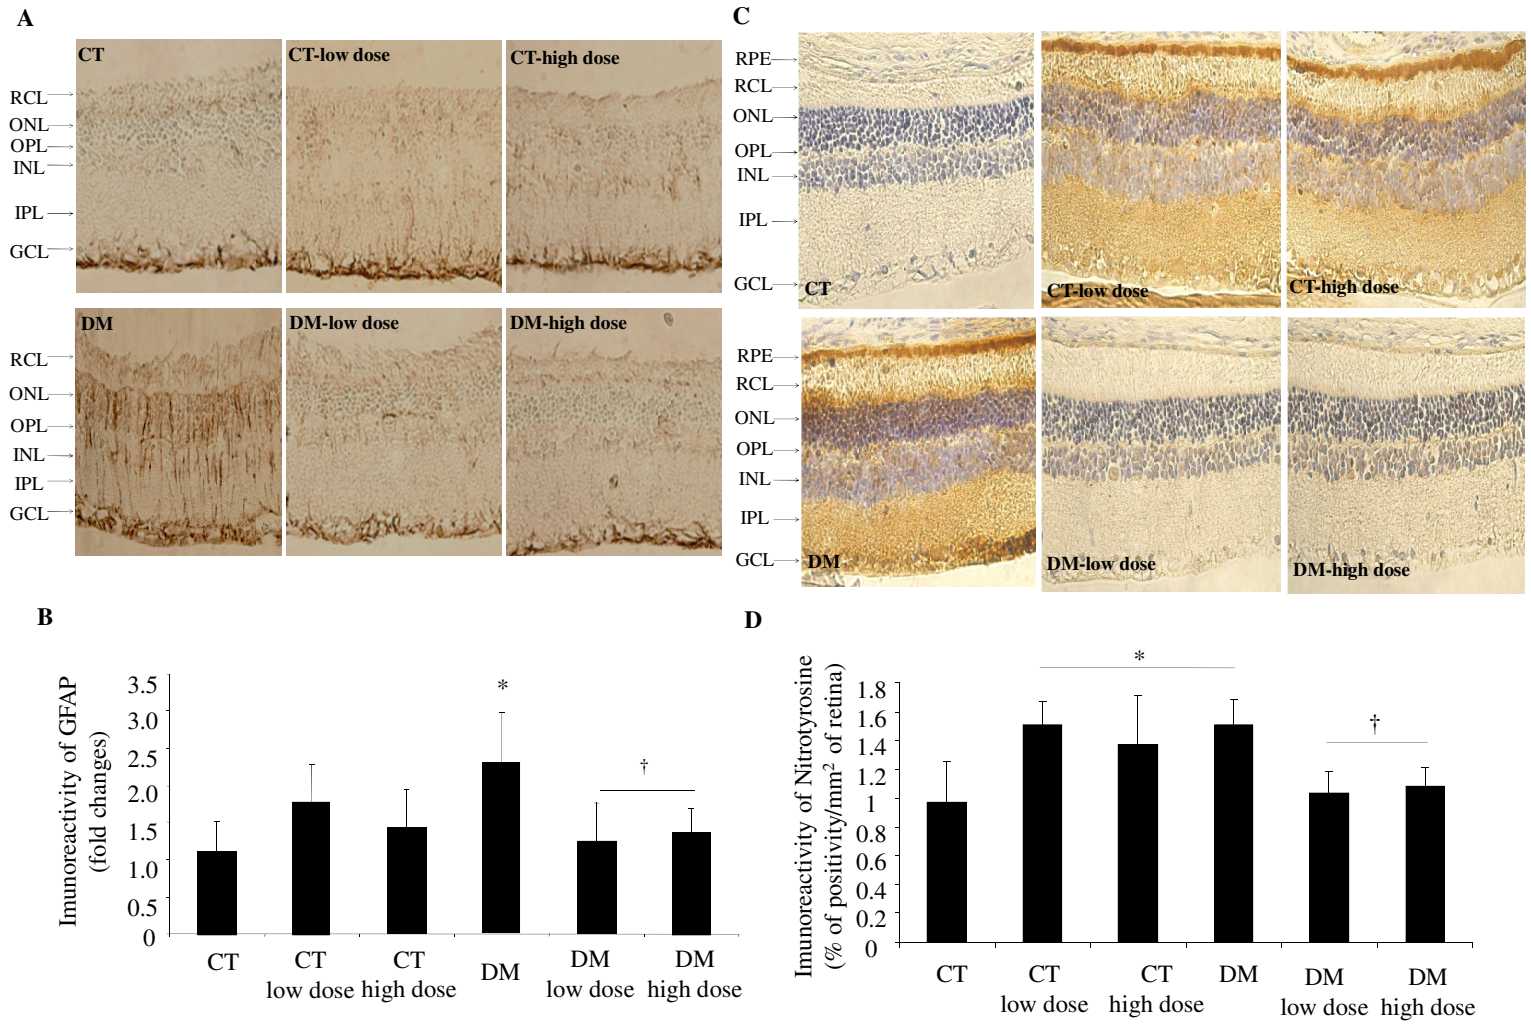 A
CT
CT-low dose
CT-high dose
RCL
ONL
OPL
INL
IPL
GCL
DM
DM-low dose
DM-high dose
RCL
ONL
OPL
INL
IPL
GCL
C
RPE
RCL
ONL
OPL
INL
IPL
GCL
CT
CT-low dose
CT-high dose
RPE
RCL
ONL
OPL
INL
IPL
GCL
DM
DM-low dose
DM-high dose
B
Imunoreactivity of GFAP
(fold changes)
3.5
3.0
2.5
2.0
1.5
1.0
0.5
0
*
†
CT
CT
low dose
CT
high dose
DM
DM
low dose
DM
high dose
D
Imunoreactivity of Nitrotyrosine
(% of positivity/mm² of retina)
1.8
1.6
1.4
1.2
1
0.8
0.6
0.4
0.2
0
*
†
CT
CT
low dose
CT
high dose
DM
DM
low dose
DM
high dose